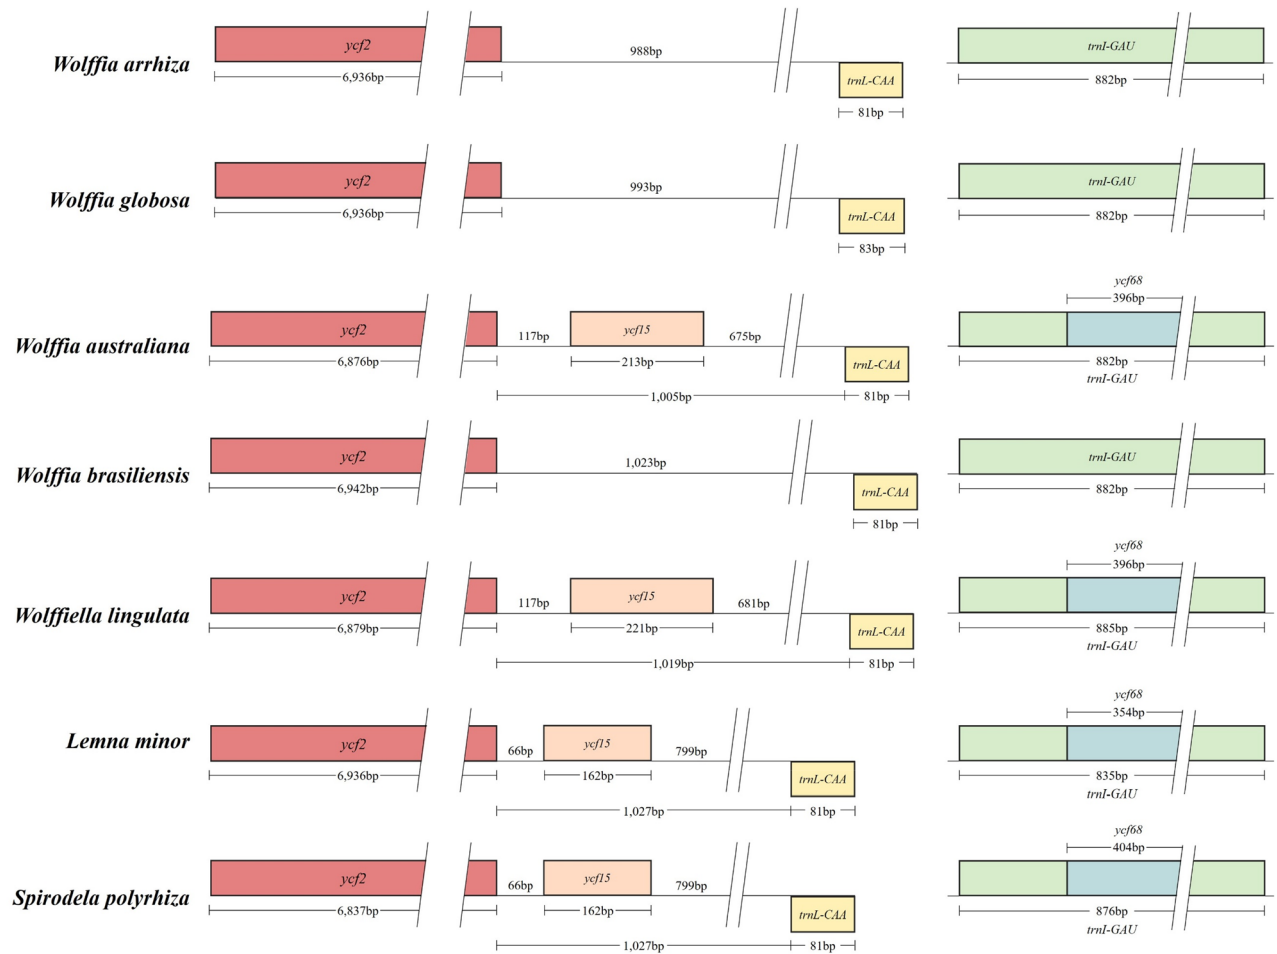 ycf2
988bp
trnI-GAU
Wolffia arrhiza
6,936bp
trnL-CAA
882bp
81bp
ycf2
993bp
trnI-GAU
Wolffia globosa
6,936bp
trnL-CAA
882bp
83bp
ycf68
396bp
ycf2
117bp
ycf15
675bp
Wolffia australiana
6,876bp
213bp
trnL-CAA
882bp
trnI-GAU
1,005bp
81bp
ycf2
1,023bp
trnI-GAU
Wolffia brasiliensis
6,942bp
trnL-CAA
882bp
81bp
ycf68
396bp
ycf2
117bp
ycf15
681bp
Wolffiella lingulata
6,879bp
221bp
trnL-CAA
885bp
trnI-GAU
1,019bp
81bp
ycf68
354bp
Lemna minor
ycf2
66bp
ycf15
799bp
6,936bp
162bp
trnL-CAA
835bp
trnI-GAU
1,027bp
81bp
ycf68
404bp
ycf2
66bp
ycf15
799bp
Spirodela polyrhiza
6,837bp
162bp
trnL-CAA
876bp
trnI-GAU
1,027bp
81bp